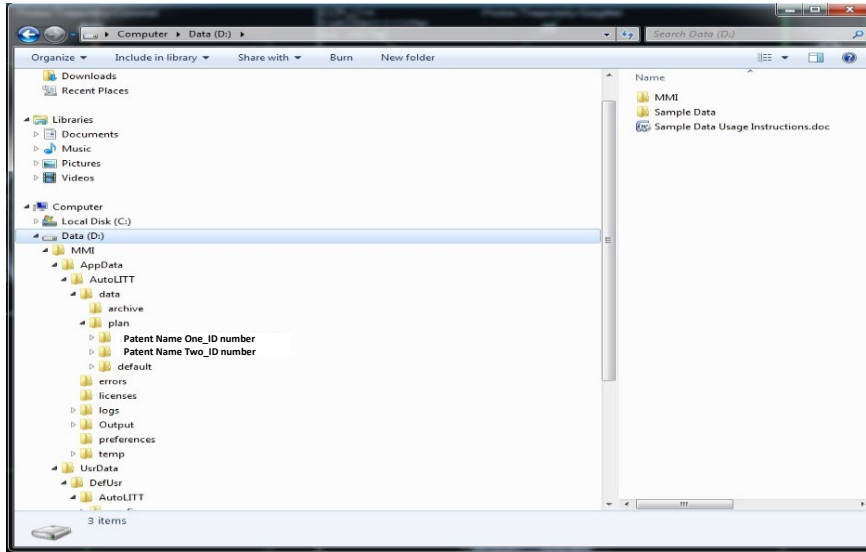 Computer ▸ Data (D:) ▸
Search Data (D:)
Organize Include in library Share with Burn New folder
Downloads
Recent Places
Libraries
Documents
Music
Pictures
Videos
Computer
Local Disk (C:)
Data (D:)
MMI
AppData
AutoLITT
data
archive
plan
Patent Name One_ID number
Patent Name Two_ID number
default
errors
licenses
logs
Output
preferences
temp
UsrData
DefUsr
AutoLITT
Name
MMI
Sample Data
Sample Data Usage Instructions.doc
3 items